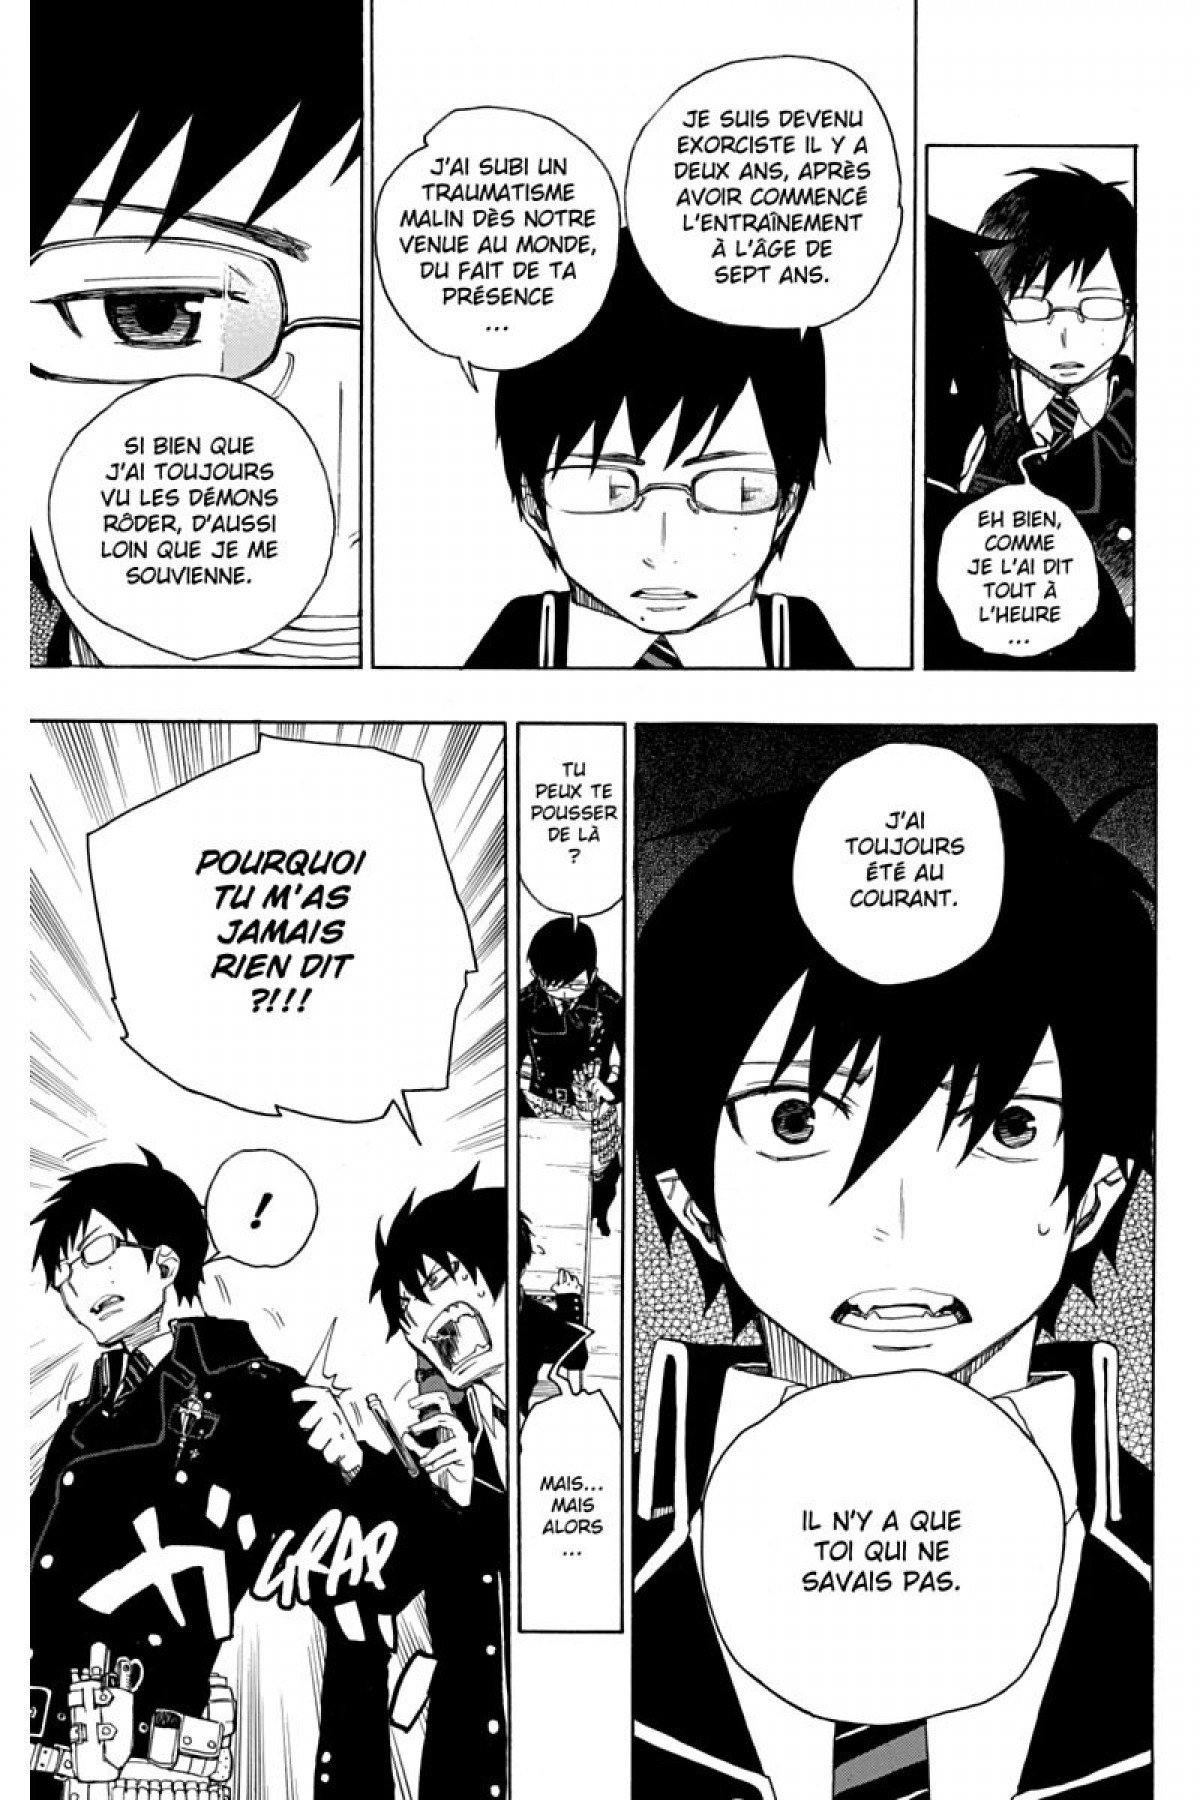 EH BIEN,
COMME
JE L'AI DIT
TOUT À
L'HEURE
...
JE SUIS DEVENU
EXORCISTE IL Y A
DEUX ANS, APRÈS
AVOIR COMMENCÉ
L'ENTRAÎNEMENT
À L'ÂGE DE
SEPT ANS.
J'AI SUBI UN
TRAUMATISME
MALIN DÈS NOTRE
VENUE AU MONDE,
DU FAIT DE TA
PRÉSENCE
...
SI BIEN QUE
J'AI TOUJOURS
VU LES DÉMONS
RÔDER, D'AUSSI
LOIN QUE JE ME
SOUVIENNE.
J'AI
TOUJOURS
ÉTÉ AU
COURANT.
IL N'Y A QUE
TOI QUI NE
SAVAIS PAS.
TU
PEUX TE
POUSSER
DE LÀ
?
MAIS...
MAIS
ALORS
...
POURQUOI
TU M'AS
JAMAIS
RIEN DIT
?!!!
!
ガ
GRAP